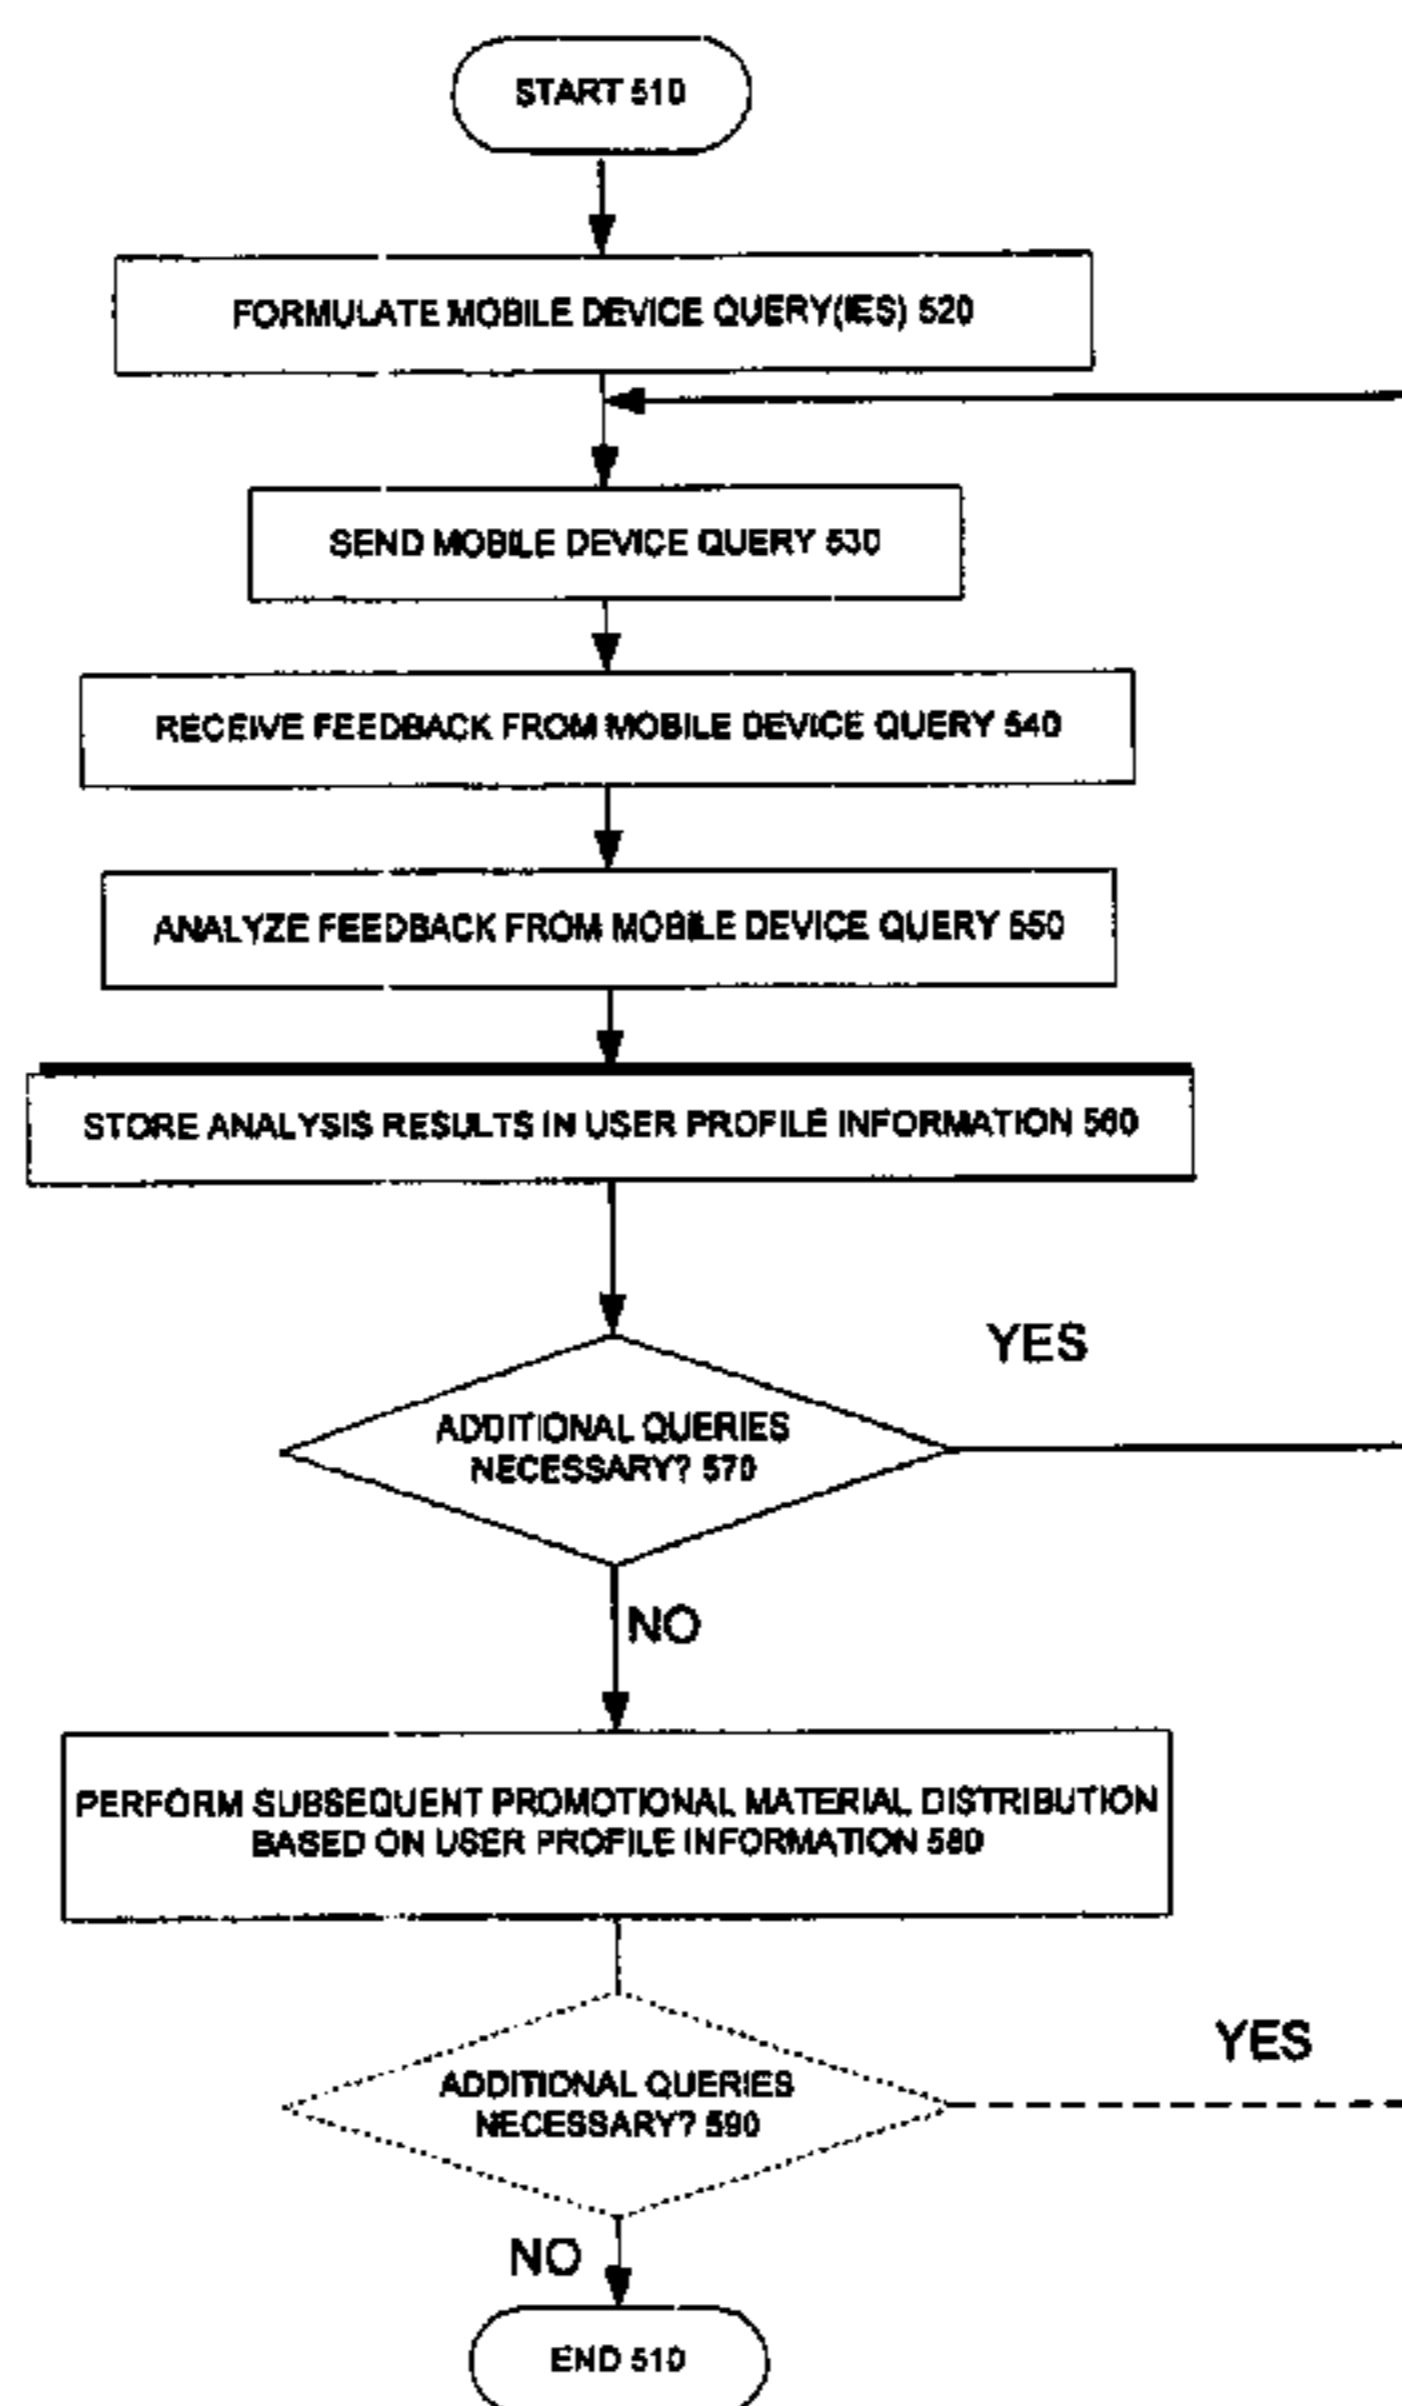 START 510
FORMULATE MOBILE DEVICE QUERY(IES) 520
SEND MOBILE DEVICE QUERY 530
RECEIVE FEEDBACK FROM MOBILE DEVICE QUERY 540
ANALYZE FEEDBACK FROM MOBILE DEVICE QUERY 550
STORE ANALYSIS RESULTS IN USER PROFILE INFORMATION 560
YES
ADDITIONAL QUERIES
NECESSARY? 570
NO
PERFORM SUBSEQUENT PROMOTIONAL MATERIAL DISTRIBUTION
BASED ON USER PROFILE INFORMATION 580
YES
ADDITIONAL QUERIES
NECESSARY? 590
NO
END 510